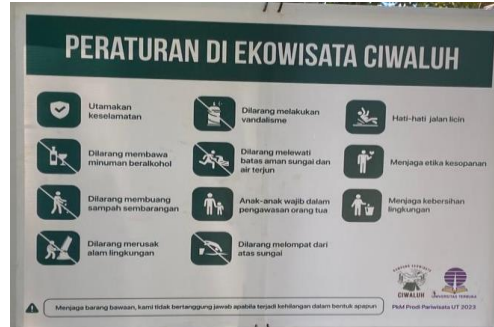 PERATURAN DI EKOWISATA CIWALUH
Utamakan
keselamatan
Dilarang membawa
minuman beralkohol
Dilarang membuang
sampah sembarangan
Dilarang merusak
alam lingkungan
Dilarang melakukan
vandalisme
Dilarang melewati
batas aman sungai dan
air terjun
Anak-anak wajib dalam
pengawasan orang tua
Dilarang melompat dari
atas sungai
Hati-hati jalan licin
Menjaga etika kesopanan
Menjaga kebersihan
lingkungan
CIWALUH
UNIVERSITAS TERBUKA
PkM Prodi Pariwisata UT 2023
Menjaga barang bawaan, kami tidak bertanggung jawab apabila terjadi kehilangan dalam bentuk apapun